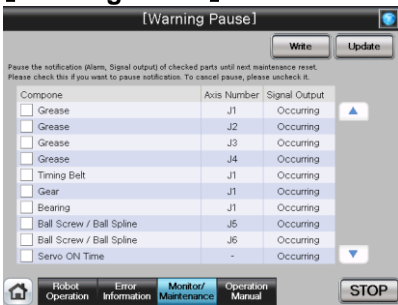 [Warning Pause]
Write Update
Pause the notification (Alarm, Signal output) of checked parts until next maintenance reset.
Please check this if you want to pause notification. To cancel pause, please uncheck it.
Compone Axis Number Signal Output
Grease J1 Occurring
Grease J2 Occurring
Grease J3 Occurring
Grease J4 Occurring
Timing Belt J1 Occurring
Gear J1 Occurring
Bearing J1 Occurring
Ball Screw / Ball Spline J5 Occurring
Ball Screw / Ball Spline J6 Occurring
Servo ON Time - Occurring
Robot Operation Error Information Monitor/ Maintenance Operation Manual STOP